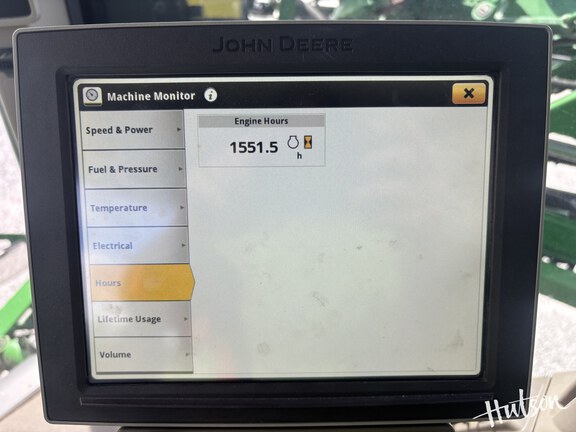 JOHN DEERE
Machine Monitor i
Speed & Power
Fuel & Pressure
Temperature
Electrical
Hours
Lifetime Usage
Volume
Engine Hours
1551.5
h
Hutson